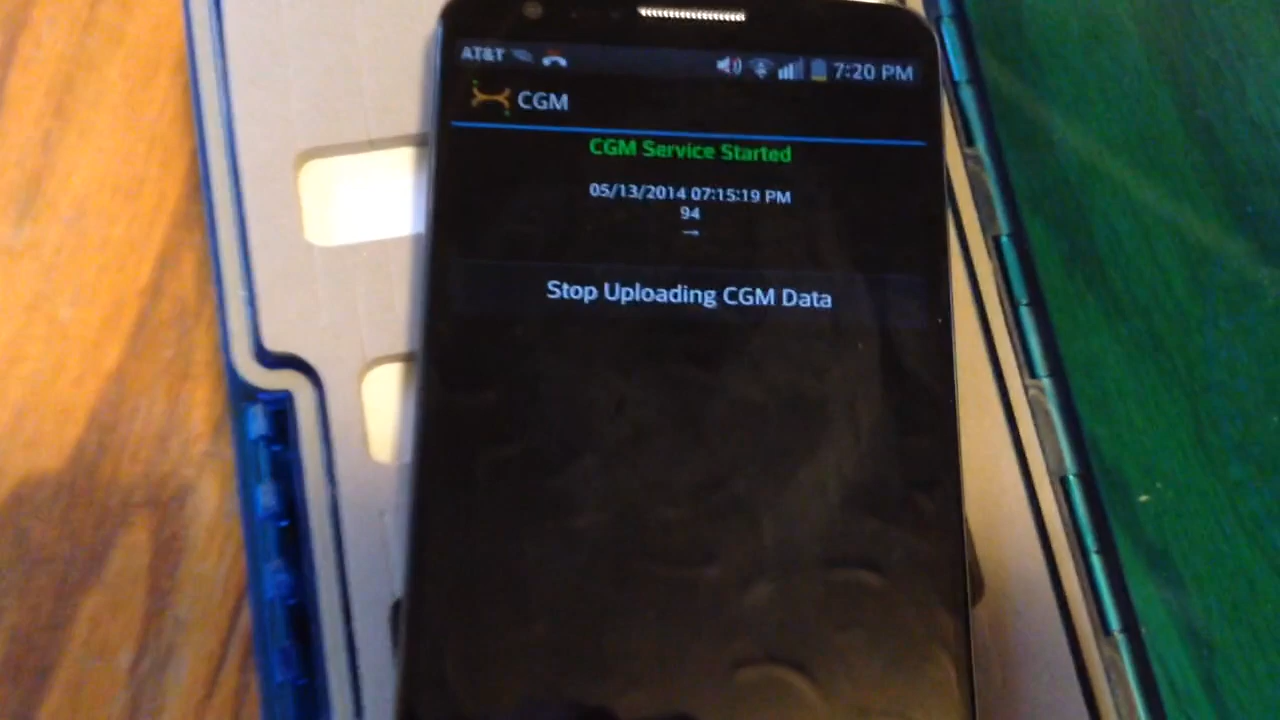 AT&T 7:20 PM
CGM
CGM Service Started
05/13/2014 07:15:19 PM
94
→
Stop Uploading CGM Data